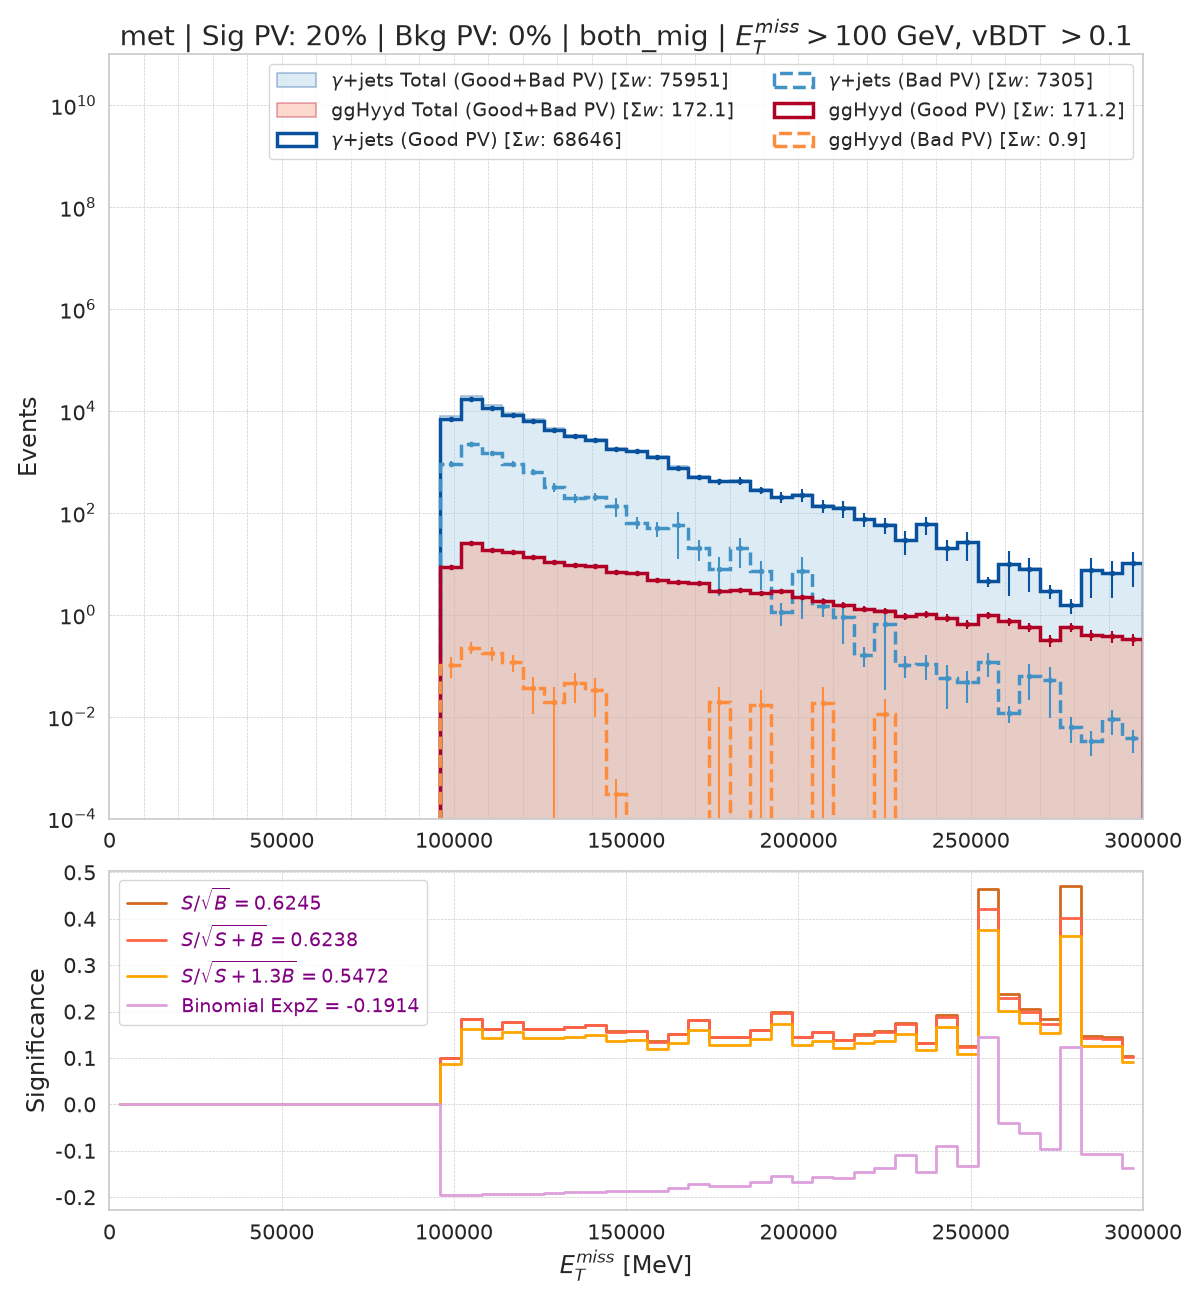 met | Sig PV: 20% | Bkg PV: 0% | both_mig | E_T^miss > 100 GeV, vBDT > 0.1
γ+jets Total (Good+Bad PV) [Σw: 75951]
ggHyyd Total (Good+Bad PV) [Σw: 172.1]
γ+jets (Good PV) [Σw: 68646]
γ+jets (Bad PV) [Σw: 7305]
ggHyyd (Good PV) [Σw: 171.2]
ggHyyd (Bad PV) [Σw: 0.9]
Events
10^10
10^8
10^6
10^4
10^2
10^0
10^−2
10^−4
0 50000 100000 150000 200000 250000 300000
Significance
0.5
0.4
0.3
0.2
0.1
0.0
-0.1
-0.2
S/√B = 0.6245
S/√S + B = 0.6238
S/√S + 1.3B = 0.5472
Binomial ExpZ = -0.1914
0 50000 100000 150000 200000 250000 300000
E_T^miss [MeV]